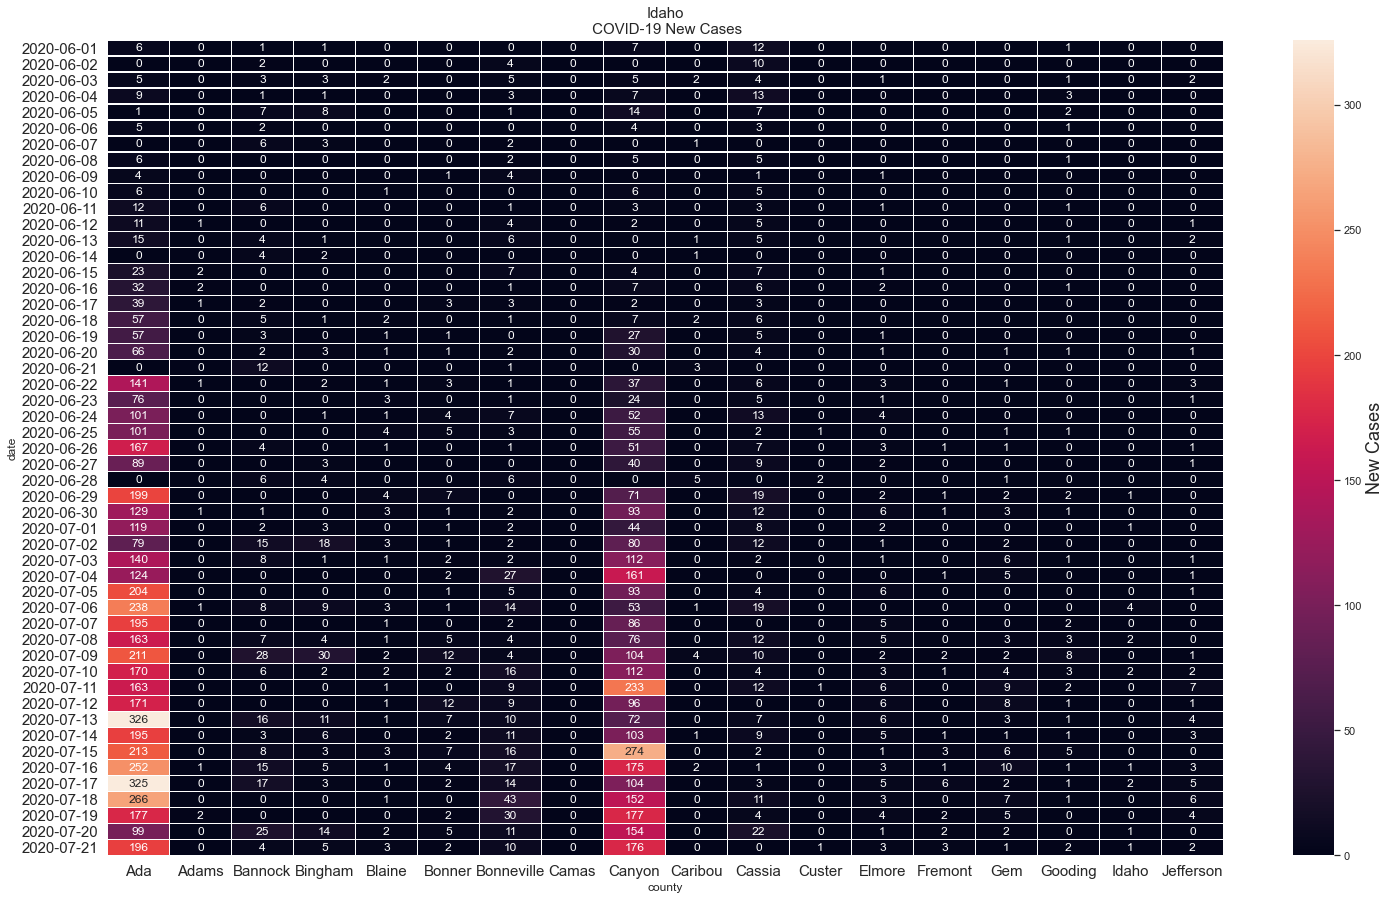 Idaho
COVID-19 New Cases
2020-06-01 6 0 1 1 0 0 0 0 7 0 12 0 0 0 0 1 0 0
2020-06-02 0 0 2 0 0 0 4 0 0 0 10 0 0 0 0 0 0 0
2020-06-03 5 0 3 3 2 0 5 0 5 2 4 0 1 0 0 1 0 2
2020-06-04 9 0 1 1 0 0 3 0 7 0 13 0 0 0 0 3 0 0
2020-06-05 1 0 7 8 0 0 1 0 14 0 7 0 0 0 0 2 0 0
2020-06-06 5 0 2 0 0 0 0 0 4 0 3 0 0 0 0 1 0 0
2020-06-07 0 0 6 3 0 0 2 0 0 1 0 0 0 0 0 0 0 0
2020-06-08 6 0 0 0 0 0 2 0 5 0 5 0 0 0 0 1 0 0
2020-06-09 4 0 0 0 0 1 4 0 0 0 1 0 1 0 0 0 0 0
2020-06-10 6 0 0 0 1 0 0 0 6 0 5 0 0 0 0 0 0 0
2020-06-11 12 0 6 0 0 0 1 0 3 0 3 0 1 0 0 1 0 0
2020-06-12 11 1 0 0 0 0 4 0 2 0 5 0 0 0 0 0 0 1
2020-06-13 15 0 4 1 0 0 6 0 0 1 5 0 0 0 0 1 0 2
2020-06-14 0 0 4 2 0 0 0 0 0 1 0 0 0 0 0 0 0 0
2020-06-15 23 2 0 0 0 0 7 0 4 0 7 0 1 0 0 0 0 0
2020-06-16 32 2 0 0 0 0 1 0 7 0 6 0 2 0 0 1 0 0
2020-06-17 39 1 2 0 0 3 3 0 2 0 3 0 0 0 0 0 0 0
2020-06-18 57 0 5 1 2 0 1 0 7 2 6 0 0 0 0 0 0 0
2020-06-19 57 0 3 0 1 1 0 0 27 0 5 0 1 0 0 0 0 0
2020-06-20 66 0 2 3 1 1 2 0 30 0 4 0 1 0 1 1 0 1
2020-06-21 0 0 12 0 0 0 1 0 0 3 0 0 0 0 0 0 0 0
2020-06-22 141 1 0 2 1 3 1 0 37 0 6 0 3 0 1 0 0 3
2020-06-23 76 0 0 0 3 0 1 0 24 0 5 0 1 0 0 0 0 1
2020-06-24 101 0 0 1 1 4 7 0 52 0 13 0 4 0 0 0 0 0
2020-06-25 101 0 0 0 4 5 3 0 55 0 2 1 0 0 1 1 0 0
2020-06-26 167 0 4 0 1 0 1 0 51 0 7 0 3 1 1 0 0 1
2020-06-27 89 0 0 3 0 0 0 0 40 0 9 0 2 0 0 0 0 1
2020-06-28 0 0 6 4 0 0 6 0 0 5 0 2 0 0 1 0 0 0
2020-06-29 199 0 0 0 4 7 0 0 71 0 19 0 2 1 2 2 1 0
2020-06-30 129 1 1 0 3 1 2 0 93 0 12 0 6 1 3 1 0 0
2020-07-01 119 0 2 3 0 1 2 0 44 0 8 0 2 0 0 0 1 0
2020-07-02 79 0 15 18 3 1 2 0 80 0 12 0 1 0 2 0 0 0
2020-07-03 140 0 8 1 1 2 2 0 112 0 2 0 1 0 6 1 0 1
2020-07-04 124 0 0 0 0 2 27 0 161 0 0 0 0 1 5 0 0 1
2020-07-05 204 0 0 0 0 1 5 0 93 0 4 0 6 0 0 0 0 1
2020-07-06 238 1 8 9 3 1 14 0 53 1 19 0 0 0 0 0 4 0
2020-07-07 195 0 0 0 1 0 2 0 86 0 0 0 5 0 0 2 0 0
2020-07-08 163 0 7 4 1 5 4 0 76 0 12 0 5 0 3 3 2 0
2020-07-09 211 0 28 30 2 12 4 0 104 4 10 0 2 2 2 8 0 1
2020-07-10 170 0 6 2 2 2 16 0 112 0 4 0 3 1 4 3 2 2
2020-07-11 163 0 0 0 1 0 9 0 233 0 12 1 6 0 9 2 0 7
2020-07-12 171 0 0 0 1 12 9 0 96 0 0 0 6 0 8 1 0 1
2020-07-13 326 0 16 11 1 7 10 0 72 0 7 0 6 0 3 1 0 4
2020-07-14 195 0 3 6 0 2 11 0 103 1 9 0 5 1 1 1 0 3
2020-07-15 213 0 8 3 3 7 16 0 274 0 2 0 1 3 6 5 0 0
2020-07-16 252 1 15 5 1 4 17 0 175 2 1 0 3 1 10 1 1 3
2020-07-17 325 0 17 3 0 2 14 0 104 0 3 0 5 6 2 1 2 5
2020-07-18 266 0 0 0 1 0 43 0 152 0 11 0 3 0 7 1 0 6
2020-07-19 177 2 0 0 0 2 30 0 177 0 4 0 4 2 5 0 0 4
2020-07-20 99 0 25 14 2 5 11 0 154 0 22 0 1 2 2 0 1 0
2020-07-21 196 0 4 5 3 2 10 0 176 0 0 1 3 3 1 2 1 2
Ada Adams Bannock Bingham Blaine Bonner Bonneville Camas Canyon Caribou Cassia Custer Elmore Fremont Gem Gooding Idaho Jefferson
county
date
300
250
200
150
100
50
0
New Cases